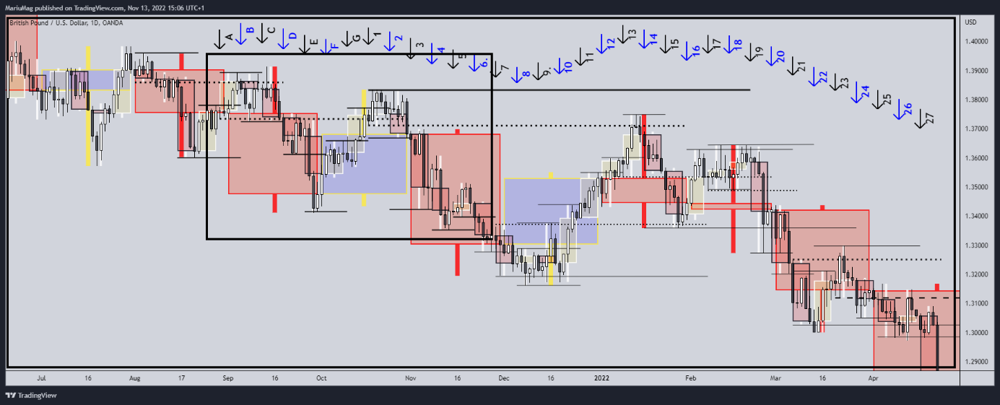 MariuMag published on TradingView.com, Nov 13, 2022 15:06 UTC+1
British Pound / U.S. Dollar, 1D, OANDA
USD
A B C D E F G 1 2 3 4 5 6. 7 8 9. 10 11 12 13 14 15 16 17 18 19 20 21 22 23 24 25 26 27
1.40000
1.39000
1.38000
1.37000
1.36000
1.35000
1.34000
1.33000
1.32000
1.31000
1.30000
1.29000
Jul 16 Aug 17 Sep 16 Oct Nov 16 Dec 16 2022 Feb Mar 16 Apr
TradingView